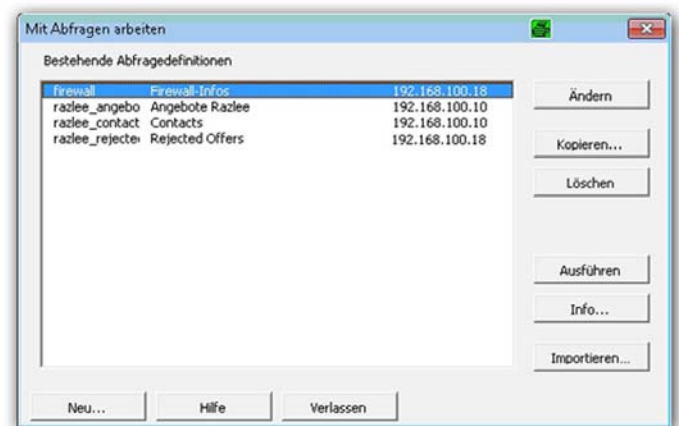 Mit Abfragen arbeiten
Bestehende Abfragedefinitionen
firewall Firewall-Infos 192.168.100.18
razlee_angebo Angebote Razlee 192.168.100.10
razlee_contact Contacts 192.168.100.10
razlee_rejecte Rejected Offers 192.168.100.18
Ändern
Kopieren...
Löschen
Ausführen
Info...
Importieren...
Neu... Hilfe Verlassen